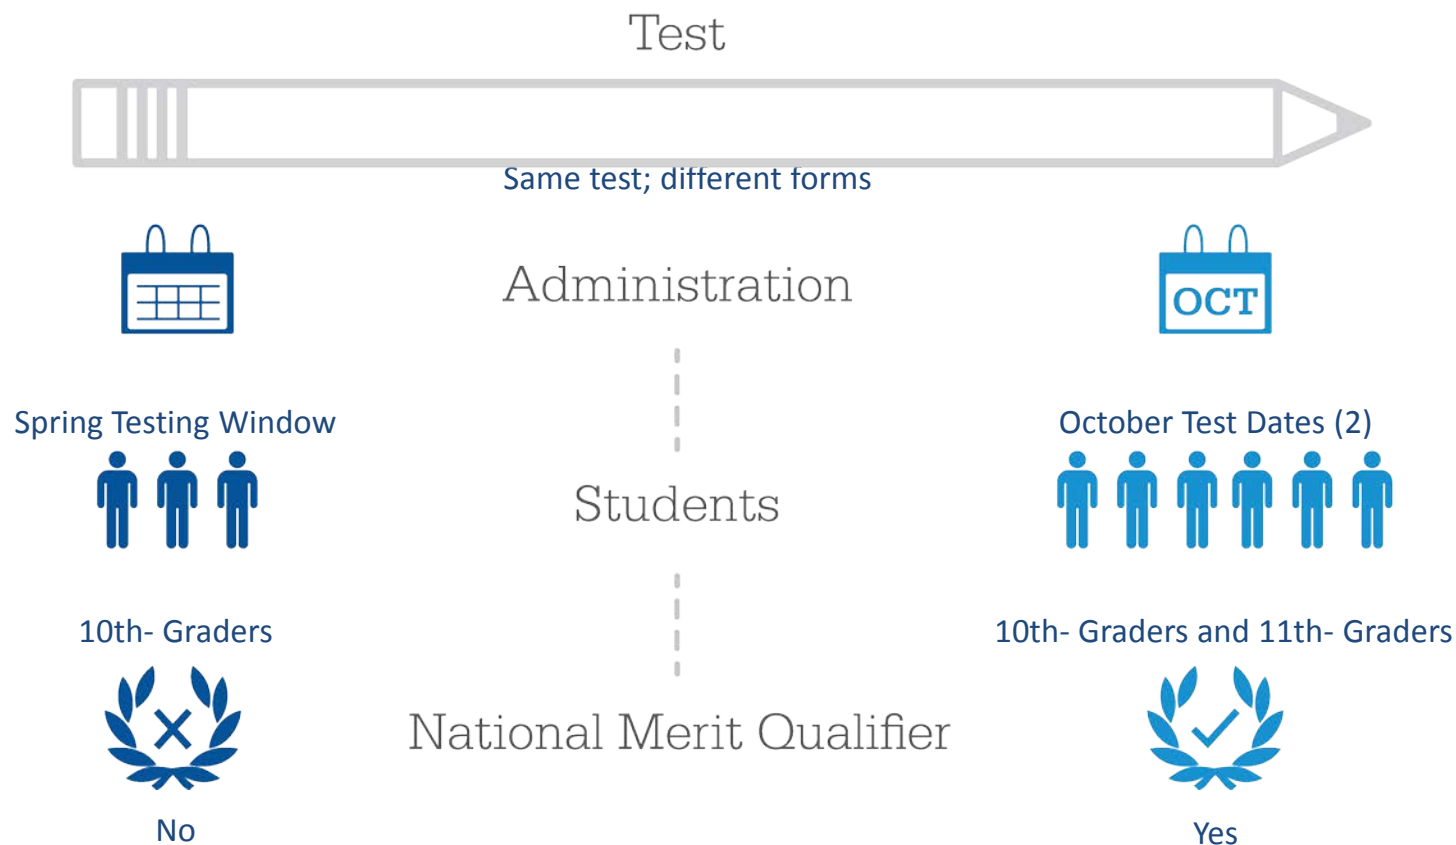 Test
Same test; different forms
Administration
OCT
Spring Testing Window
October Test Dates (2)
Students
10th- Graders
10th- Graders and 11th- Graders
National Merit Qualifier
No
Yes